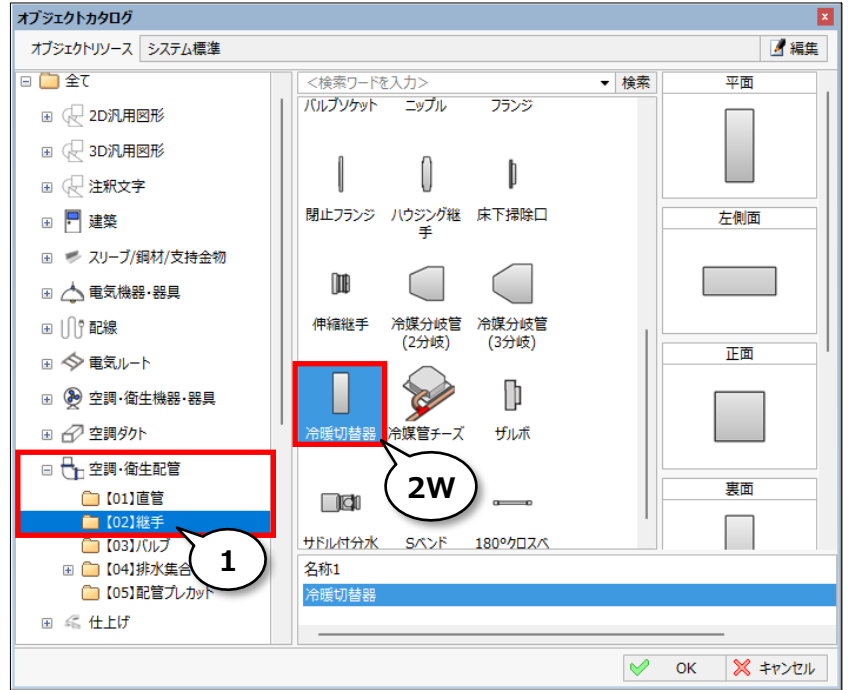 オブジェクトカタログ
x
オブジェクトリソース システム標準
編集
全て
2D汎用図形
3D汎用図形
注釈文字
建築
スリーブ/鋼材/支持金物
電気機器・器具
配線
電気ルート
空調・衛生機器・器具
空調ダクト
空調・衛生配管
【01】直管
【02】継手
【03】バルブ
【04】排水集合
【05】配管プレカット
仕上げ
1
<検索ワードを入力>
検索
バルブソケット ニップル フランジ
閉止フランジ ハウジング継手 床下掃除口
伸縮継手 冷媒分岐管
(2分岐)
冷媒分岐管
(3分岐)
冷暖切替器 冷媒管チーズ ザルボ
2W
サドル付分水 Sベンド 180°クロスベ
名称1
冷暖切替器
平面
左側面
正面
裏面
OK
キャンセル